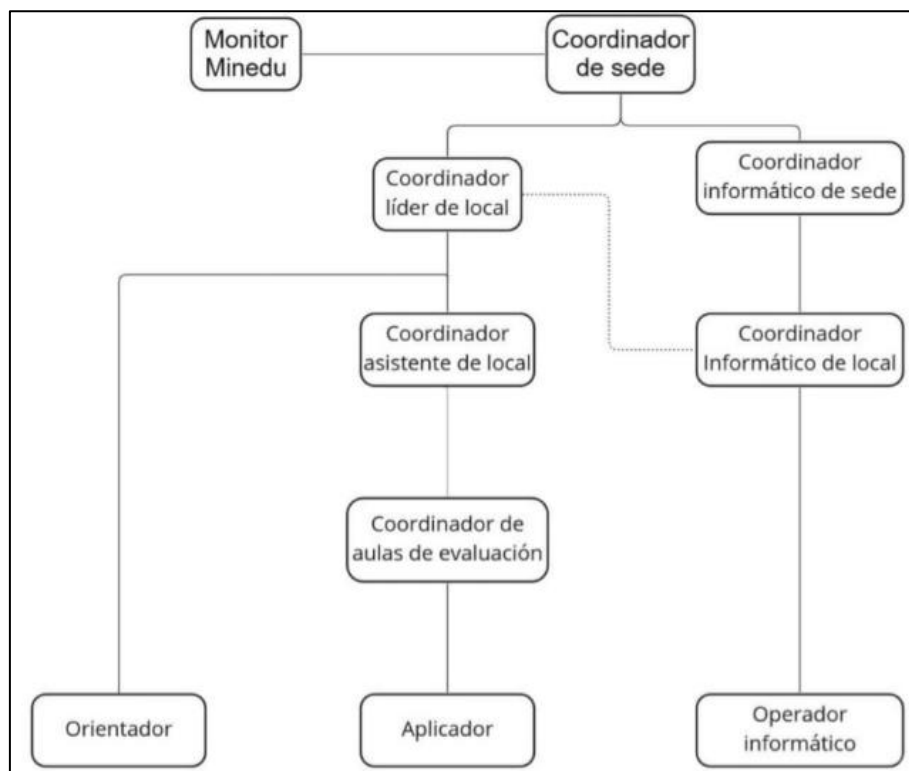 Monitor
Minedu
Coordinador
de sede
Coordinador
líder de local
Coordinador
informático de sede
Coordinador
asistente de local
Coordinador
Informático de local
Coordinador de
aulas de evaluación
Orientador
Aplicador
Operador
informático